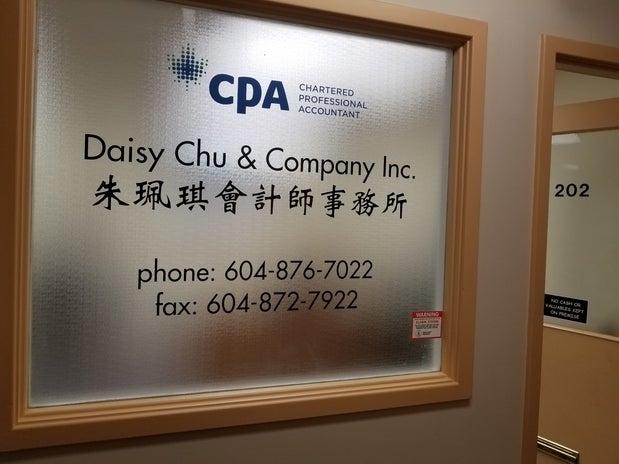 CPA
CHARTERED
PROFESSIONAL
ACCOUNTANT
Daisy Chu & Company Inc.
朱珮琪會計師事務所
phone: 604-876-7022
fax: 604-872-7922
WARNING
202
NO CASH OR
VALUABLES KEPT
ON PREMISE